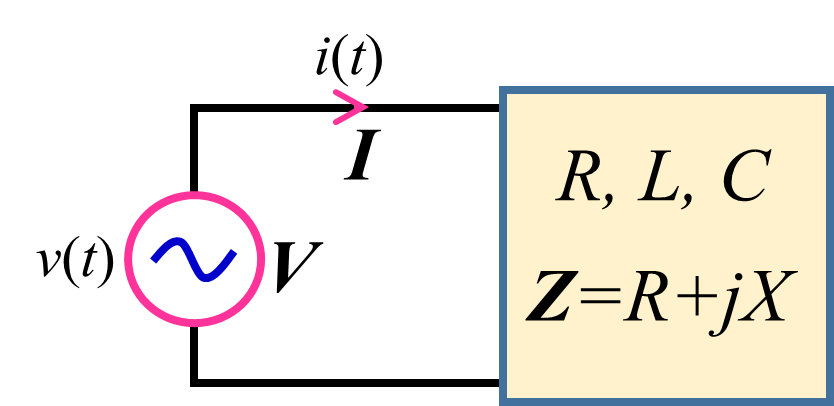 i(t)
I
v(t)
V
R, L, C
Z=R+jX